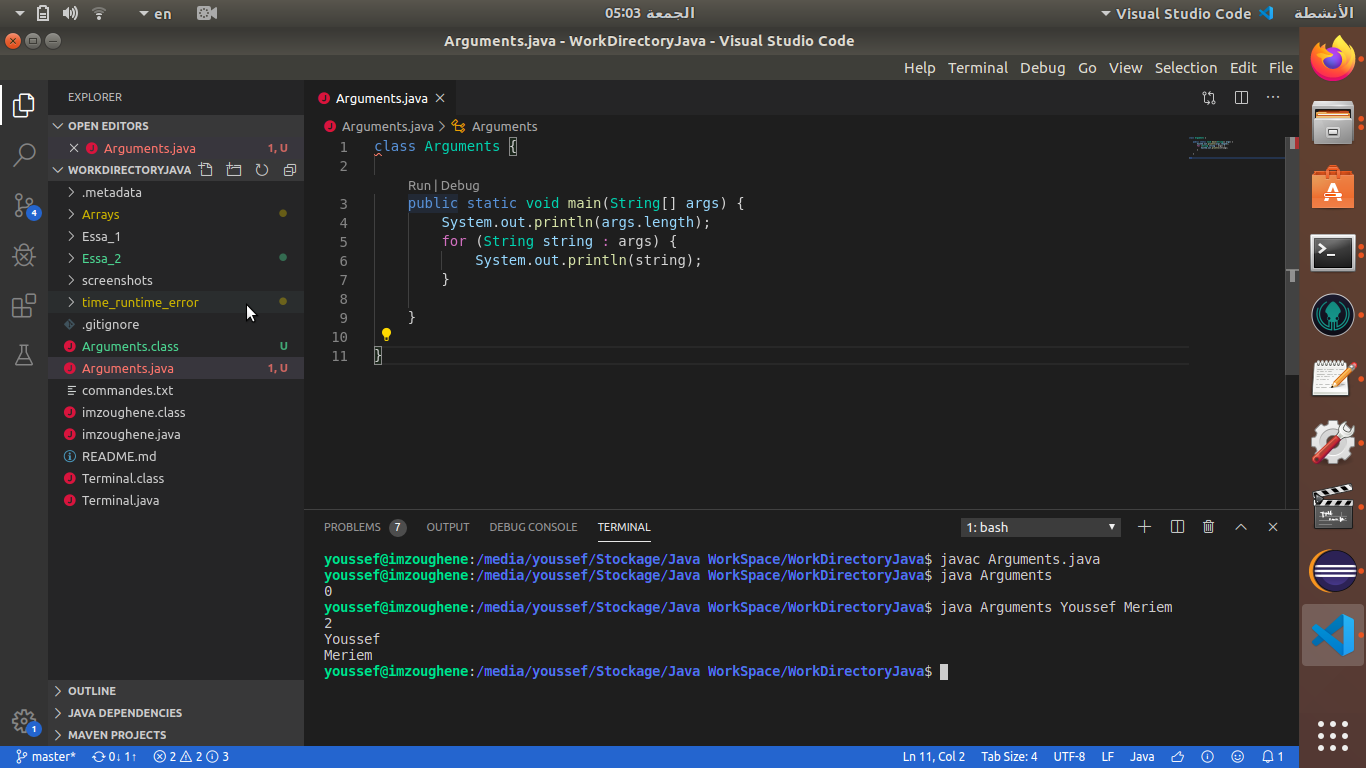 en
الجمعة 05:03
Visual Studio Code
الأنشطة
Arguments.java - WorkDirectoryJava - Visual Studio Code
Help Terminal Debug Go View Selection Edit File
EXPLORER
OPEN EDITORS
Arguments.java 1, U
WORKDIRECTORYJAVA
.metadata
Arrays
Essa_1
Essa_2
screenshots
time_runtime_error
.gitignore
Arguments.class U
Arguments.java 1, U
commandes.txt
imzoughene.class
imzoughene.java
README.md
Terminal.class
Terminal.java
OUTLINE
JAVA DEPENDENCIES
MAVEN PROJECTS
4
1
Arguments.java
Arguments.java > Arguments
1 class Arguments {
2
Run | Debug
3 public static void main(String[] args) {
4 System.out.println(args.length);
5 for (String string : args) {
6 System.out.println(string);
7 }
8
9 }
10
11 }
PROBLEMS 7 OUTPUT DEBUG CONSOLE TERMINAL
1: bash
youssef@imzoughene:/media/youssef/Stockage/Java WorkSpace/WorkDirectoryJava$ javac Arguments.java
youssef@imzoughene:/media/youssef/Stockage/Java WorkSpace/WorkDirectoryJava$ java Arguments
0
youssef@imzoughene:/media/youssef/Stockage/Java WorkSpace/WorkDirectoryJava$ java Arguments Youssef Meriem
2
Youssef
Meriem
youssef@imzoughene:/media/youssef/Stockage/Java WorkSpace/WorkDirectoryJava$
master* 0↓ 1↑ 2 2 3 Ln 11, Col 2 Tab Size: 4 UTF-8 LF Java 1